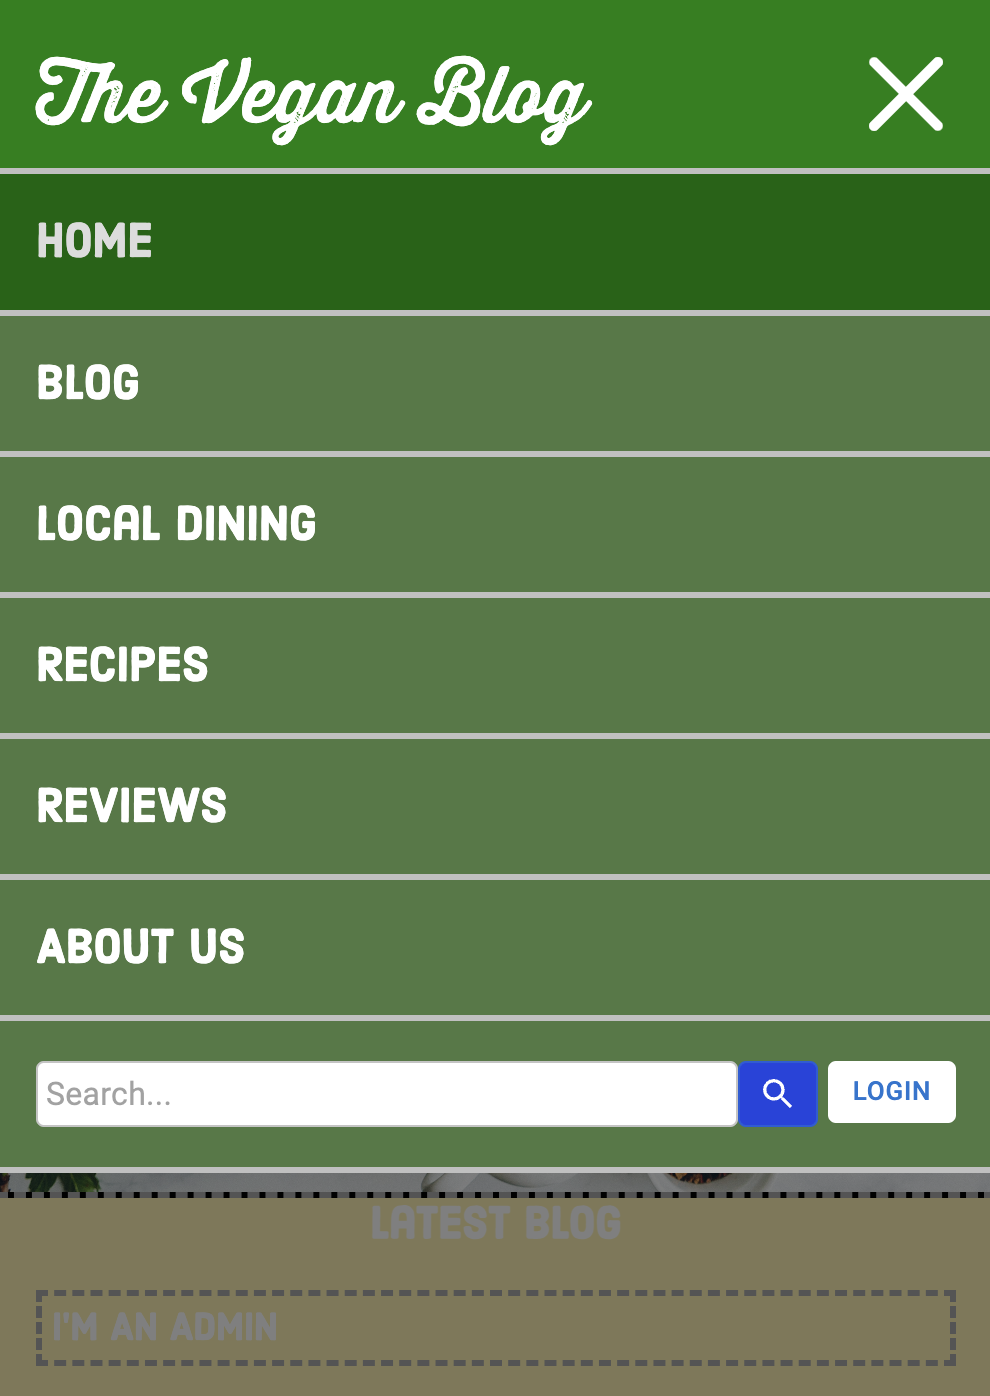 The Vegan Blog
HOME
BLOG
LOCAL DINING
RECIPES
REVIEWS
ABOUT US
Search...
LOGIN
LATEST BLOG
I'M AN ADMIN